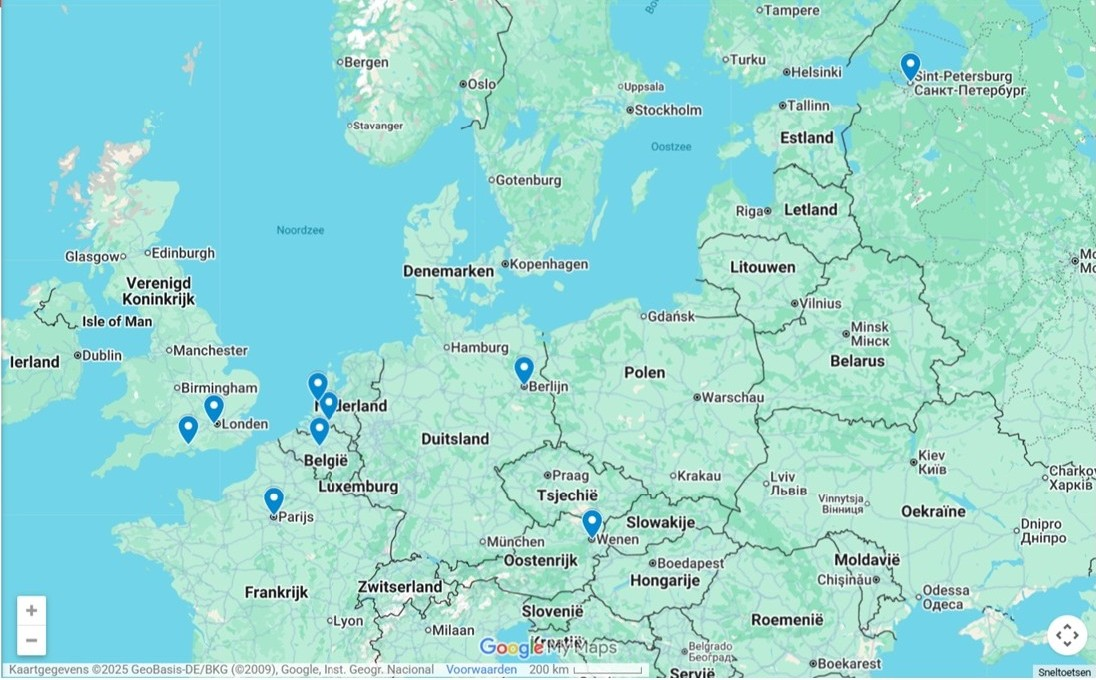 Tampere
Bergen
Turku
Helsinki
Oslo
Uppsala
Sint-Petersburg
Санкт-Петербург
Stockholm
Tallinn
Stavanger
Estland
Oostzee
Gotenburg
Riga
Letland
Noordzee
Edinburgh
Glasgow
Denemarken
Kopenhagen
Litouwen
Verenigd
Koninkrijk
Vilnius
Isle of Man
Gdańsk
Minsk
Мінск
Hamburg
Manchester
Dublin
Ierland
Belarus
Polen
Birmingham
Berlijn
Warschau
Nederland
Londen
Duitsland
Kiev
Київ
België
Praag
Krakau
Lviv
Львів
Charkov
Харків
Luxemburg
Tsjechië
Vinnytsja
Вінниця
Oekraïne
Parijs
Slowakije
Dnipro
Дніпро
Wenen
München
Oostenrijk
Boedapest
Moldavië
Hongarije
Chișinău
Zwitserland
Frankrijk
Odessa
Одеса
Slovenië
Lyon
Roemenië
Milaan
Kroatië
Google My Maps
Belgrado
Београд
Boekarest
Servië
Kaartgegevens ©2025 GeoBasis-DE/BKG (©2009), Google, Inst. Geogr. Nacional Voorwaarden 200 km
Sneltoetsen